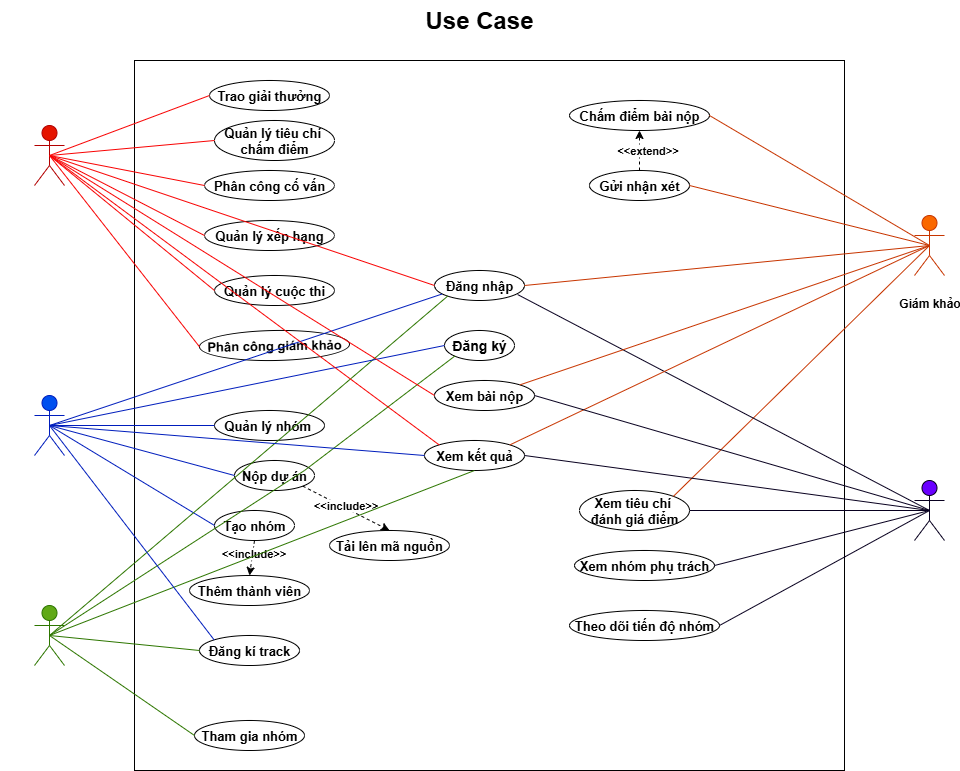 Use Case
Trao giải thưởng
Quản lý tiêu chí
chấm điểm
Phân công cố vấn
Quản lý xếp hạng
Quản lý cuộc thi
Phân công giám khảo
Chấm điểm bài nộp
<<extend>>
Gửi nhận xét
Giám khảo
Đăng nhập
Đăng ký
Xem bài nộp
Xem kết quả
Quản lý nhóm
Nộp dự án
<<include>>
Tạo nhóm
Tải lên mã nguồn
<<include>>
Thêm thành viên
Đăng kí track
Tham gia nhóm
Xem tiêu chí
đánh giá điểm
Xem nhóm phụ trách
Theo dõi tiến độ nhóm